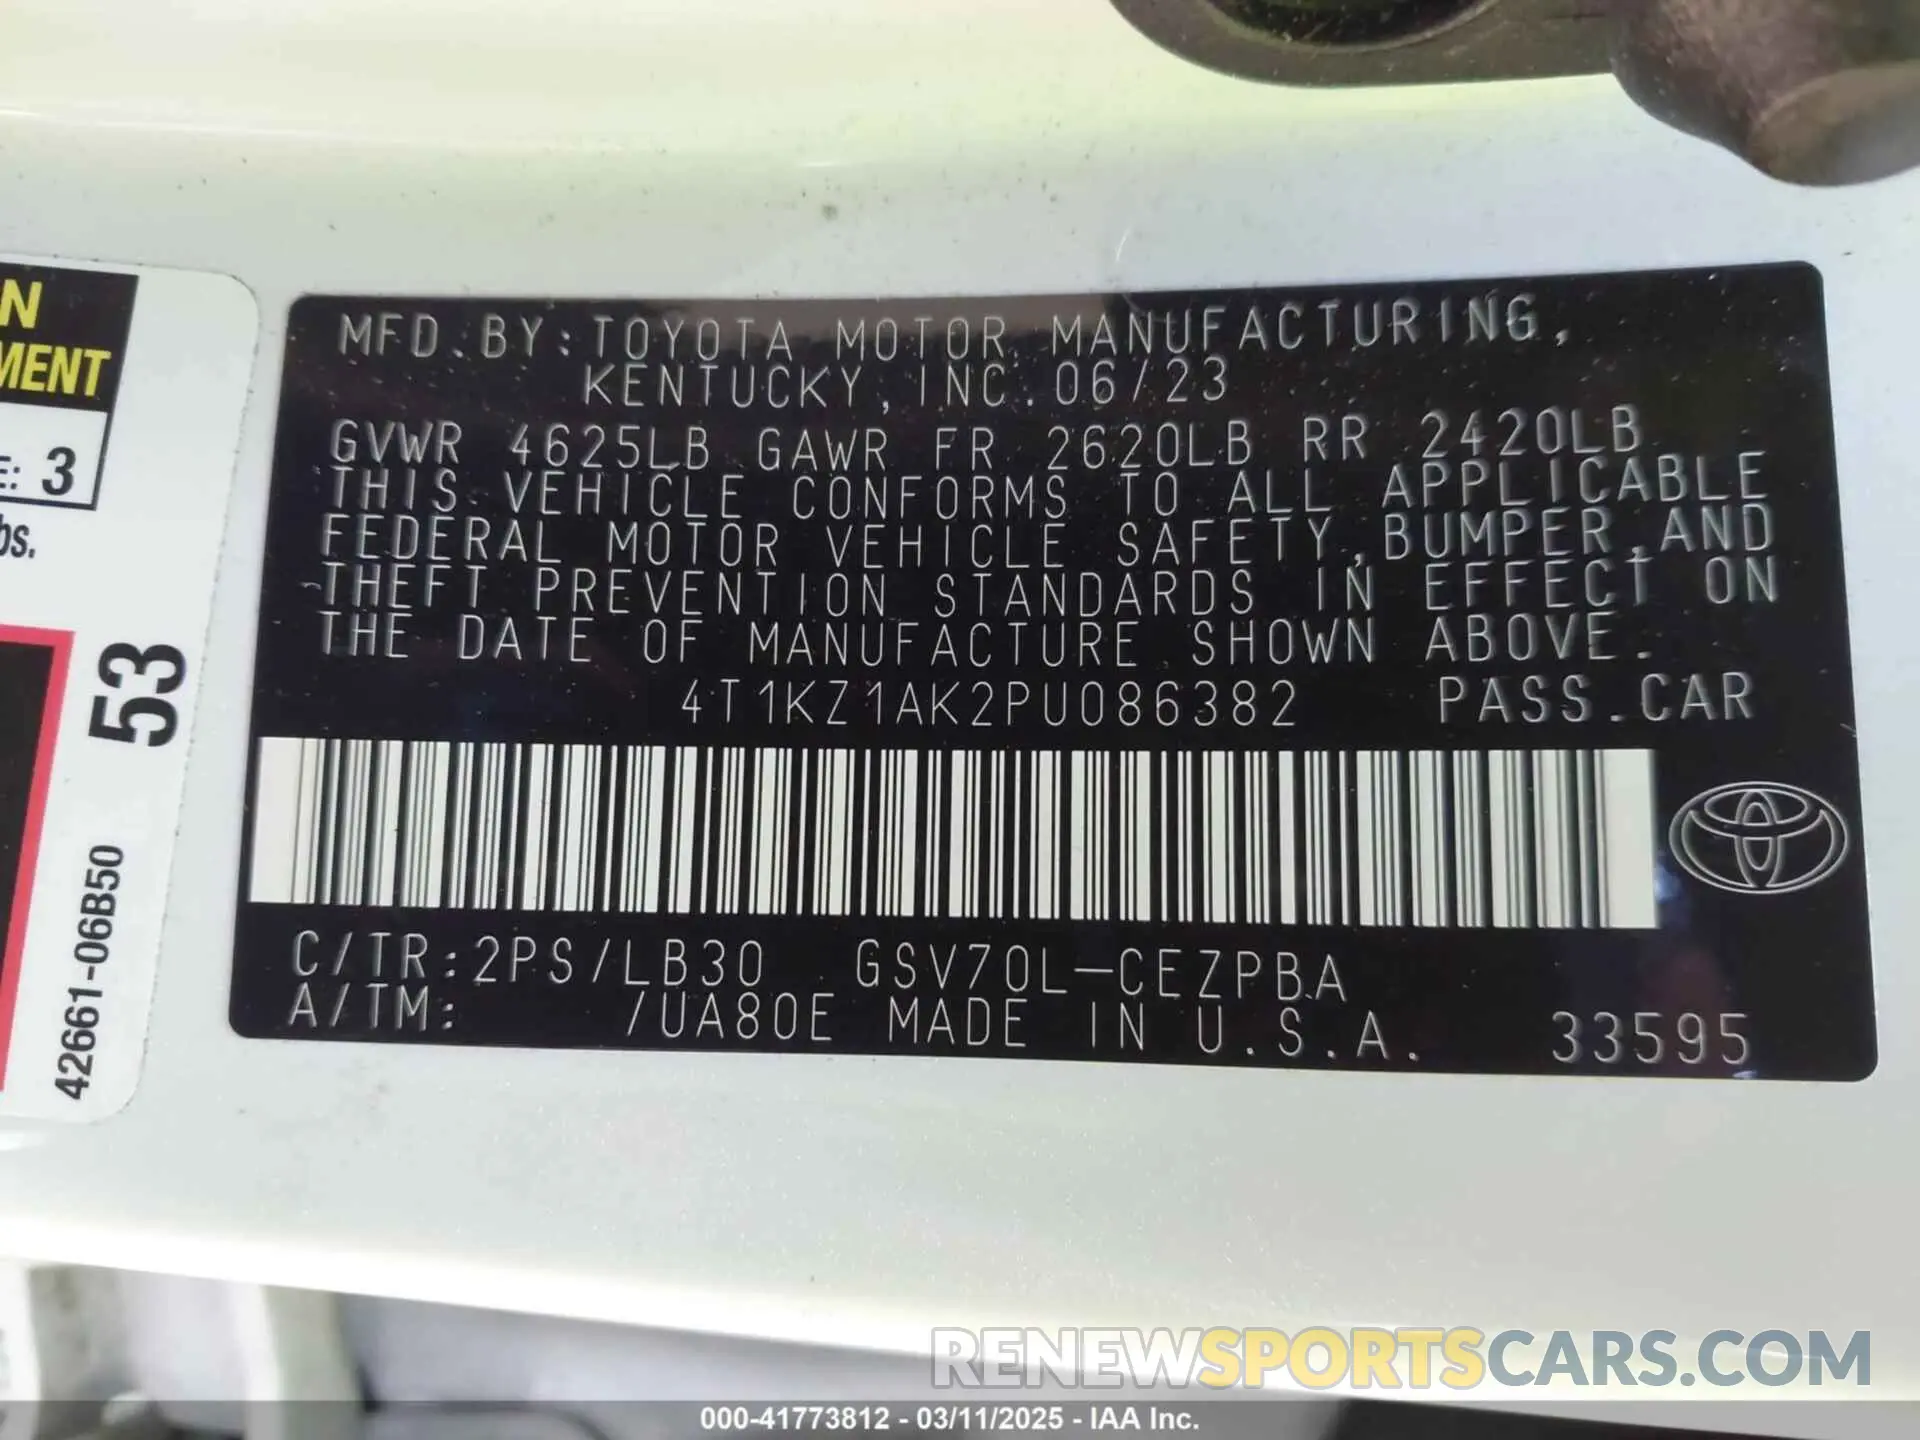 N
MENT
E: 3
bs.
53
42661-06B50
MFD.BY:TOYOTA MOTOR MANUFACTURING,
KENTUCKY,INC. 06/23
GVWR 4625LB GAWR FR 2620LB RR 2420LB
THIS VEHICLE CONFORMS TO ALL APPLICABLE
FEDERAL MOTOR VEHICLE SAFETY,BUMPER,AND
THEFT PREVENTION STANDARDS IN EFFECT ON
THE DATE OF MANUFACTURE SHOWN ABOVE.
4T1KZ1AK2PU086382 PASS.CAR
C/TR:2PS/LB30 GSV70L-CEZPBA
A/TM: /UA80E MADE IN U.S.A. 33595
RENEWSPORTSCARS.COM
000-41773812 - 03/11/2025 - IAA Inc.